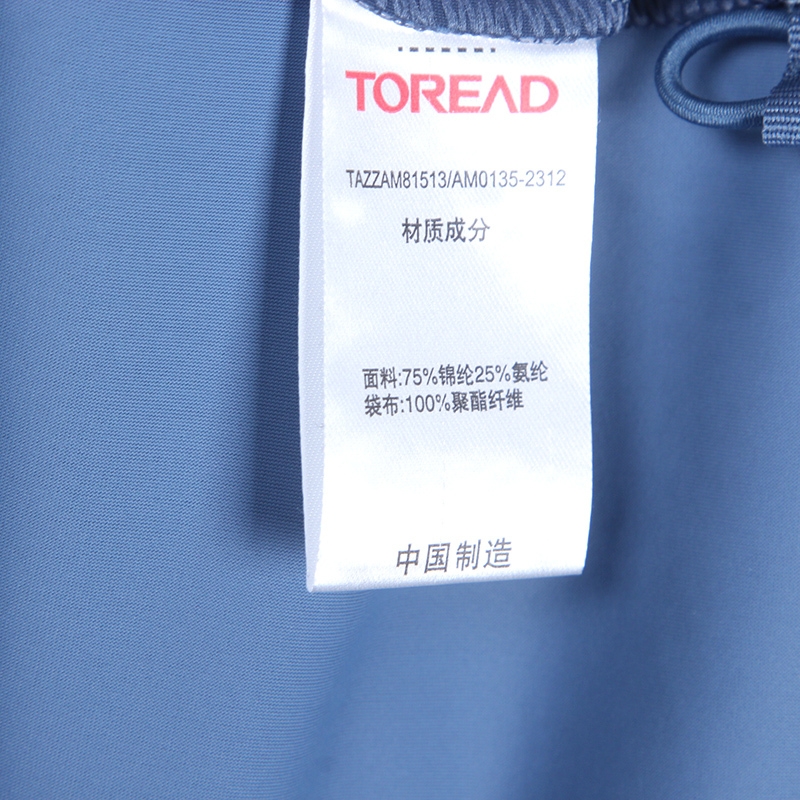 TOREAD
TAZZAM81513/AM0135-2312
材质成分
面料:75%锦纶25%氨纶
袋布:100%聚酯纤维
中国制造